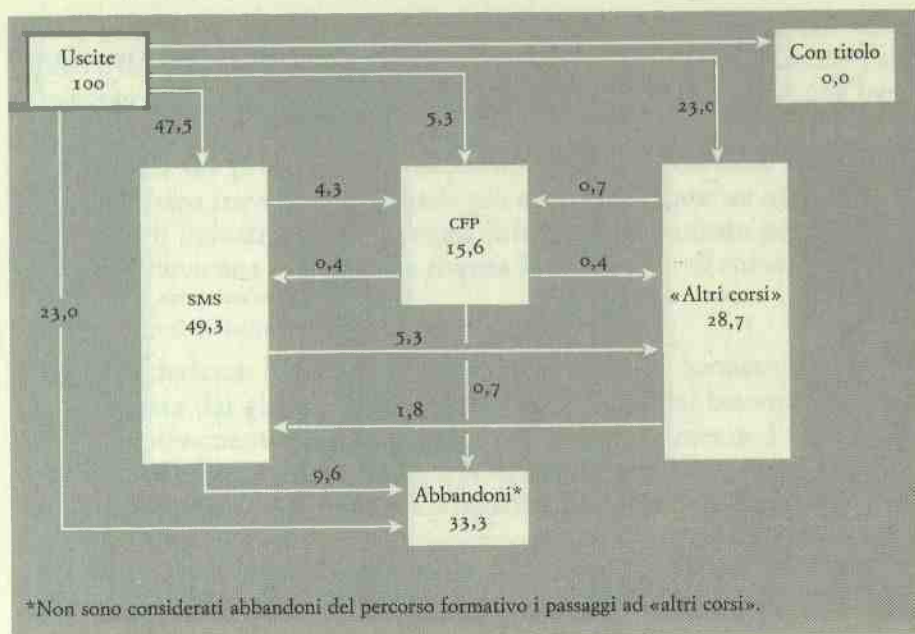 Uscite
100
Con titolo
0,0
47,5
5,3
23,0
4,3
0,7
CFP
15,6
0,4
0,4
SMS
49,3
«Altri corsi»
28,7
23,0
5,3
0,7
1,8
9,6
Abbandoni*
33,3
*Non sono considerati abbandoni del percorso formativo i passaggi ad «altri corsi».